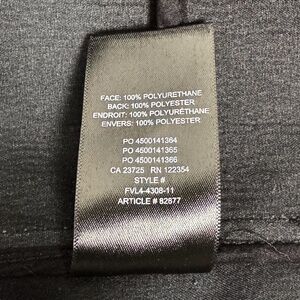 FACE: 100% POLYURETHANE
BACK: 100% POLYESTER
ENDROIT: 100% POLYURÉTHANE
ENVERS: 100% POLYESTER
PO 4500141364
PO 4500141365
PO 4500141366
CA 23725 RN 122354
STYLE #
FVL4-4308-11
ARTICLE # 82877